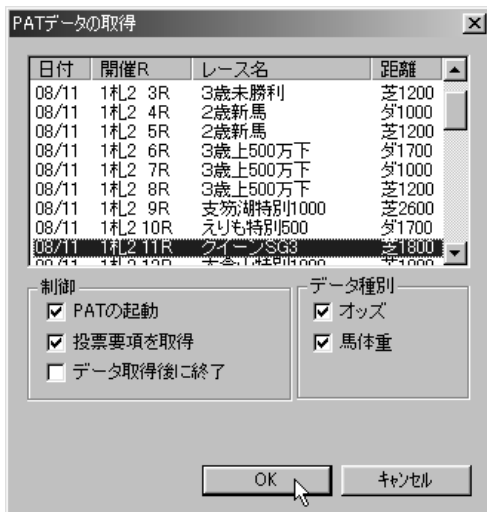 PATデータの取得
日付 開催R レース名 距離
08/11 1札2 3R 3歳未勝利 芝1200
08/11 1札2 4R 2歳新馬 ダ1000
08/11 1札2 5R 2歳新馬 芝1200
08/11 1札2 6R 3歳上500万下 ダ1700
08/11 1札2 7R 3歳上500万下 ダ1000
08/11 1札2 8R 3歳上500万下 芝1200
08/11 1札2 9R 支笏湖特別1000 芝2600
08/11 1札2 10R えりも特別500 ダ1700
08/11 1札2 11R クイーンSG3 芝1800
制御 データ種別
PATの起動 オッズ
投票要項を取得 馬体重
データ取得後に終了
OK キャンセル